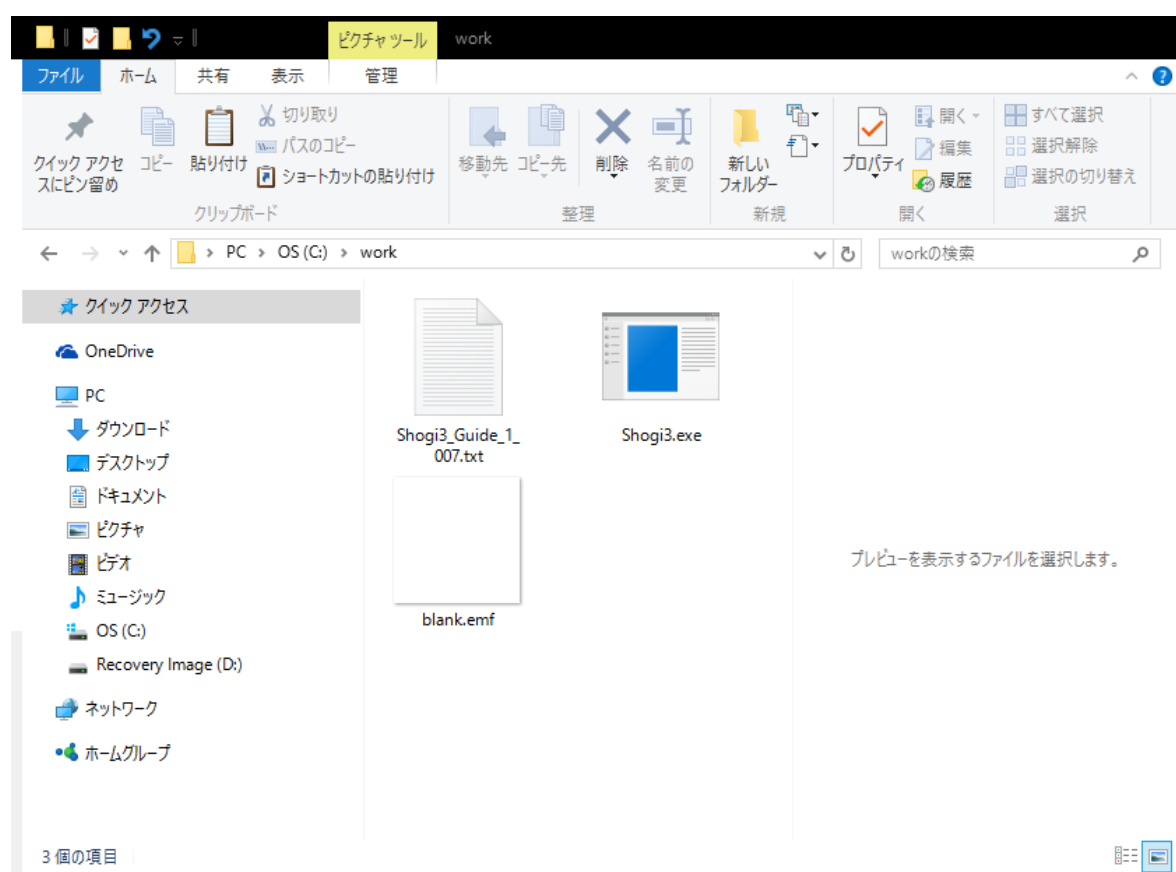 ピクチャ ツール work
ファイル ホーム 共有 表示 管理
クイック アクセ
スにピン留め
コピー
貼り付け
切り取り
パスのコピー
ショートカットの貼り付け
クリップボード
移動先
コピー先
削除
名前の
変更
整理
新しい
フォルダー
新規
プロパティ
開く
編集
履歴
開く
すべて選択
選択解除
選択の切り替え
選択
PC > OS (C:) > work
workの検索
クイック アクセス
OneDrive
PC
ダウンロード
デスクトップ
ドキュメント
ピクチャ
ビデオ
ミュージック
OS (C:)
Recovery Image (D:)
ネットワーク
ホームグループ
Shogi3_Guide_1_
007.txt
Shogi3.exe
blank.emf
プレビューを表示するファイルを選択します。
3 個の項目